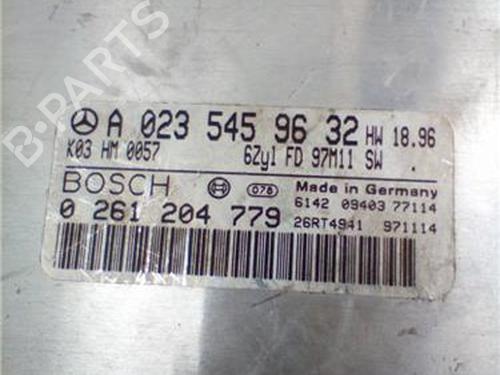 A 023 545 96 32 HW 18.96
K03 HM 0057 6Zyl FD 97M11 SW
BOSCH 078 Made in Germany
6142 09403 77114
0 261 204 779 26RT4941 971114
B-PARTS